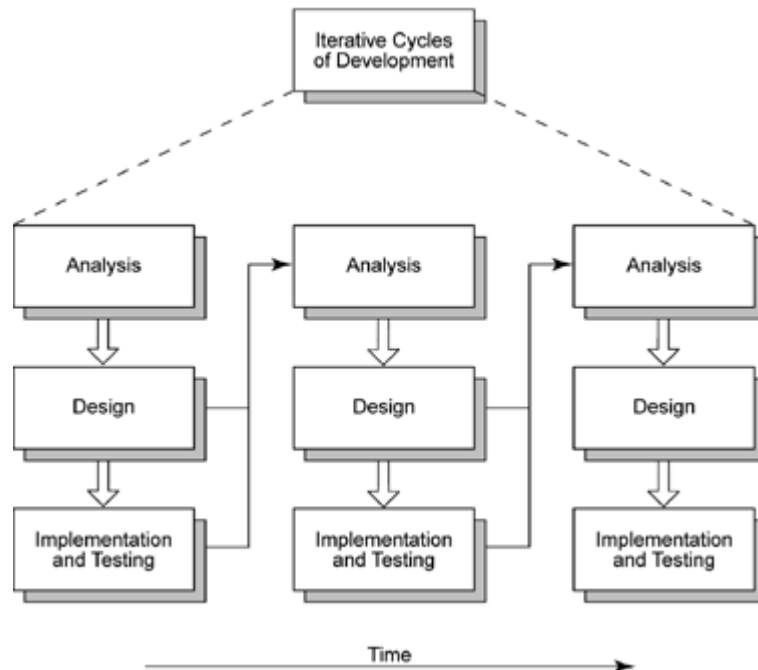 Iterative Cycles
of Development
Analysis
Analysis
Analysis
Design
Design
Design
Implementation
and Testing
Implementation
and Testing
Implementation
and Testing
Time